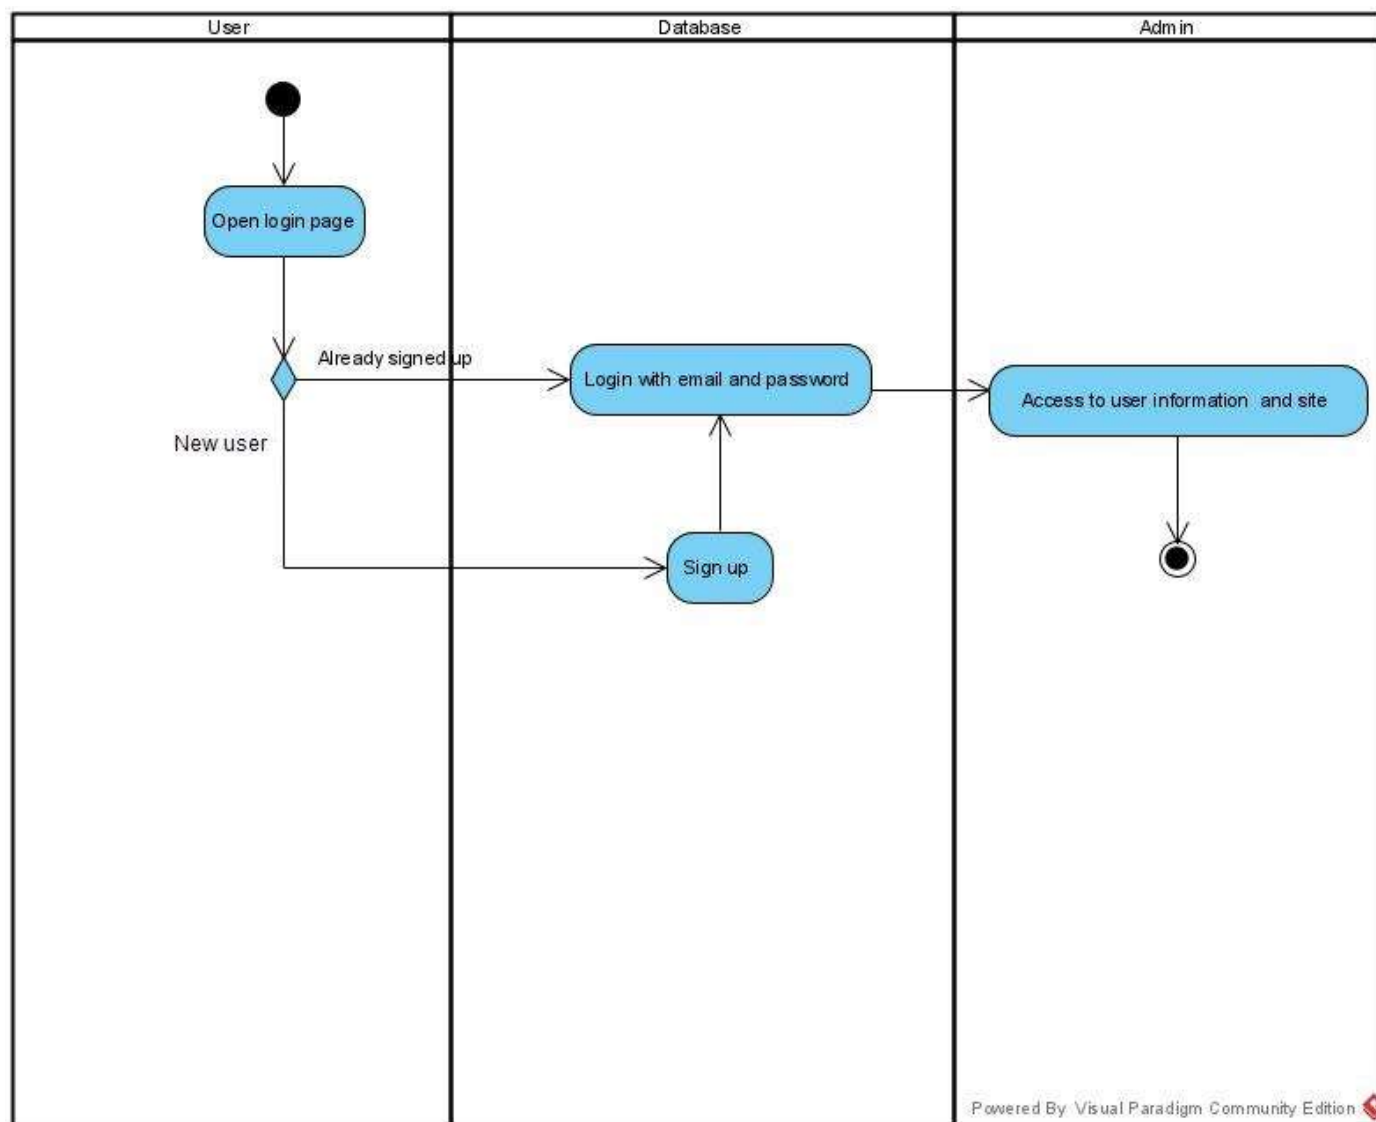 User
Database
Admin
Open login page
Already signed up
Login with email and password
Access to user information and site
New user
Sign up
Powered By Visual Paradigm Community Edition